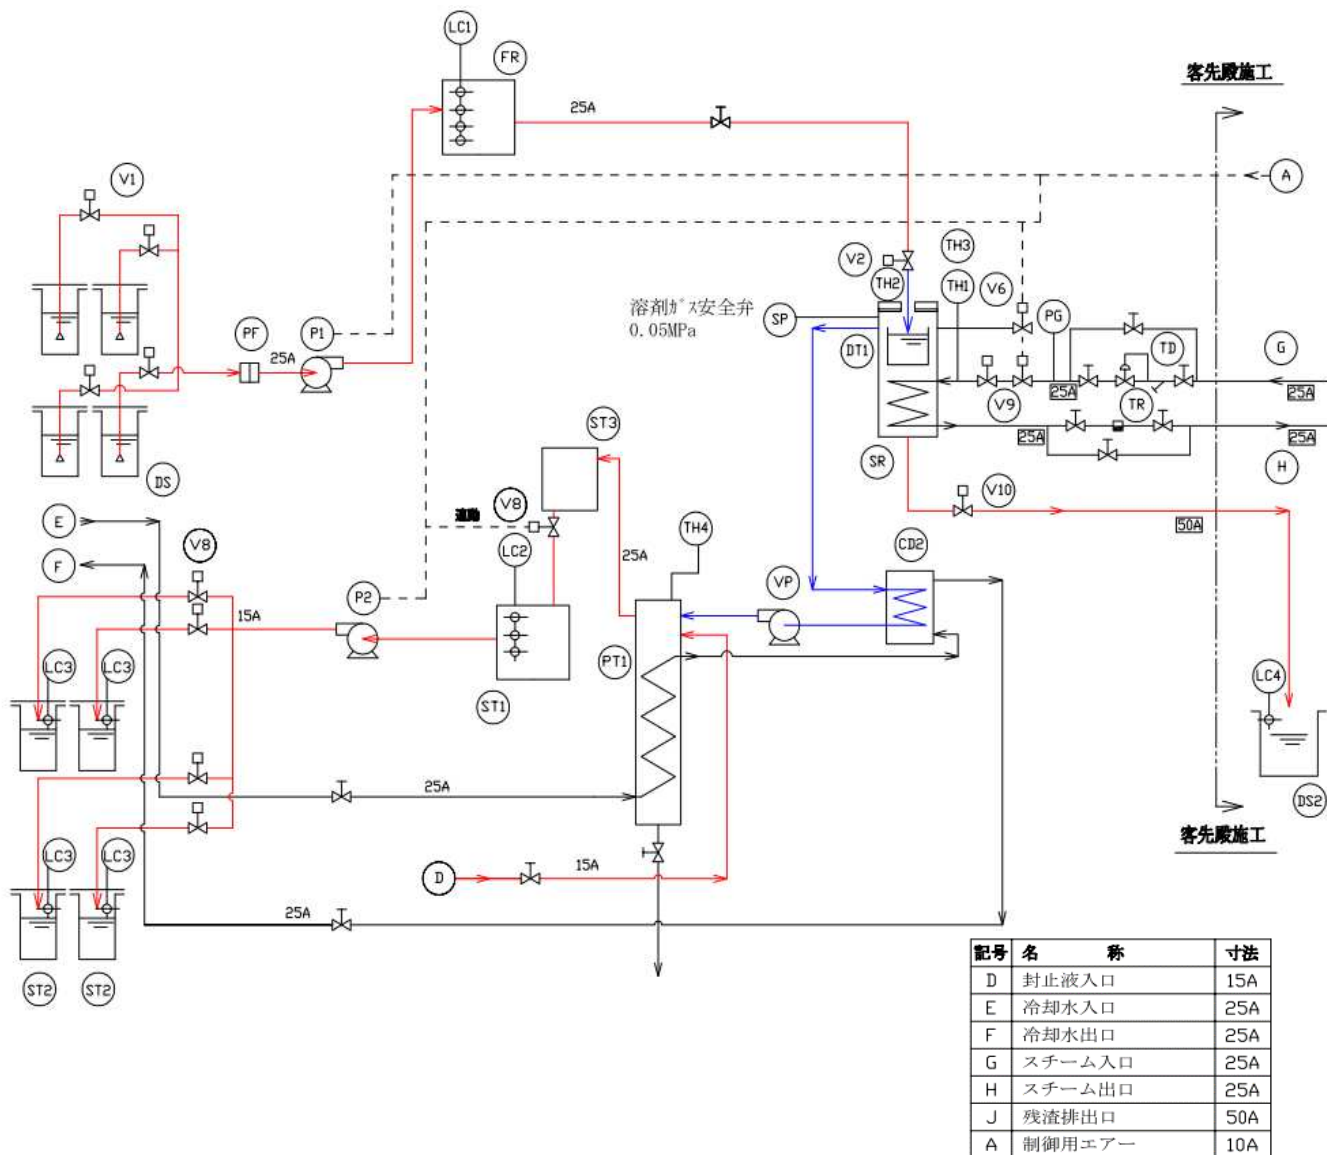 LC1
FR
客先殿施工
25A
V1
A
TH3
V2
TH2
TH1
V6
溶剤ガス安全弁
0.05MPa
SP
PG
PF
P1
DT1
TD
G
25A
25A
V9
TR
25A
25A
25A
ST3
SR
H
DS
V10
E
V8
連動
V8
LC2
25A
TH4
50A
F
CD2
P2
VP
15A
LC3
LC3
PT1
LC4
ST1
25A
DS2
客先殿施工
LC3
LC3
D
15A
25A
ST2
ST2
記号 名 称 寸法
D 封止液入口 15A
E 冷却水入口 25A
F 冷却水出口 25A
G スチーム入口 25A
H スチーム出口 25A
J 残渣排出口 50A
A 制御用エアー 10A